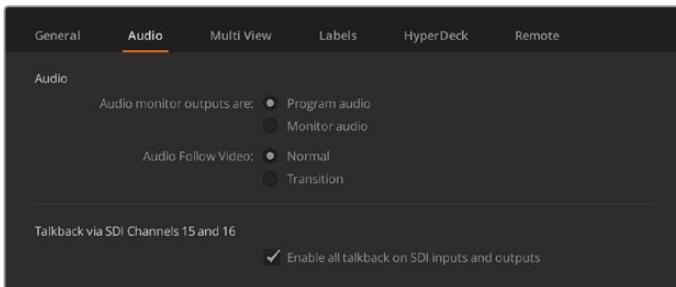 General Audio Multi View Labels HyperDeck Remote
Audio
Audio monitor outputs are: Program audio
Monitor audio
Audio Follow Video: Normal
Transition
Talkback via SDI Channels 15 and 16
Enable all talkback on SDI inputs and outputs